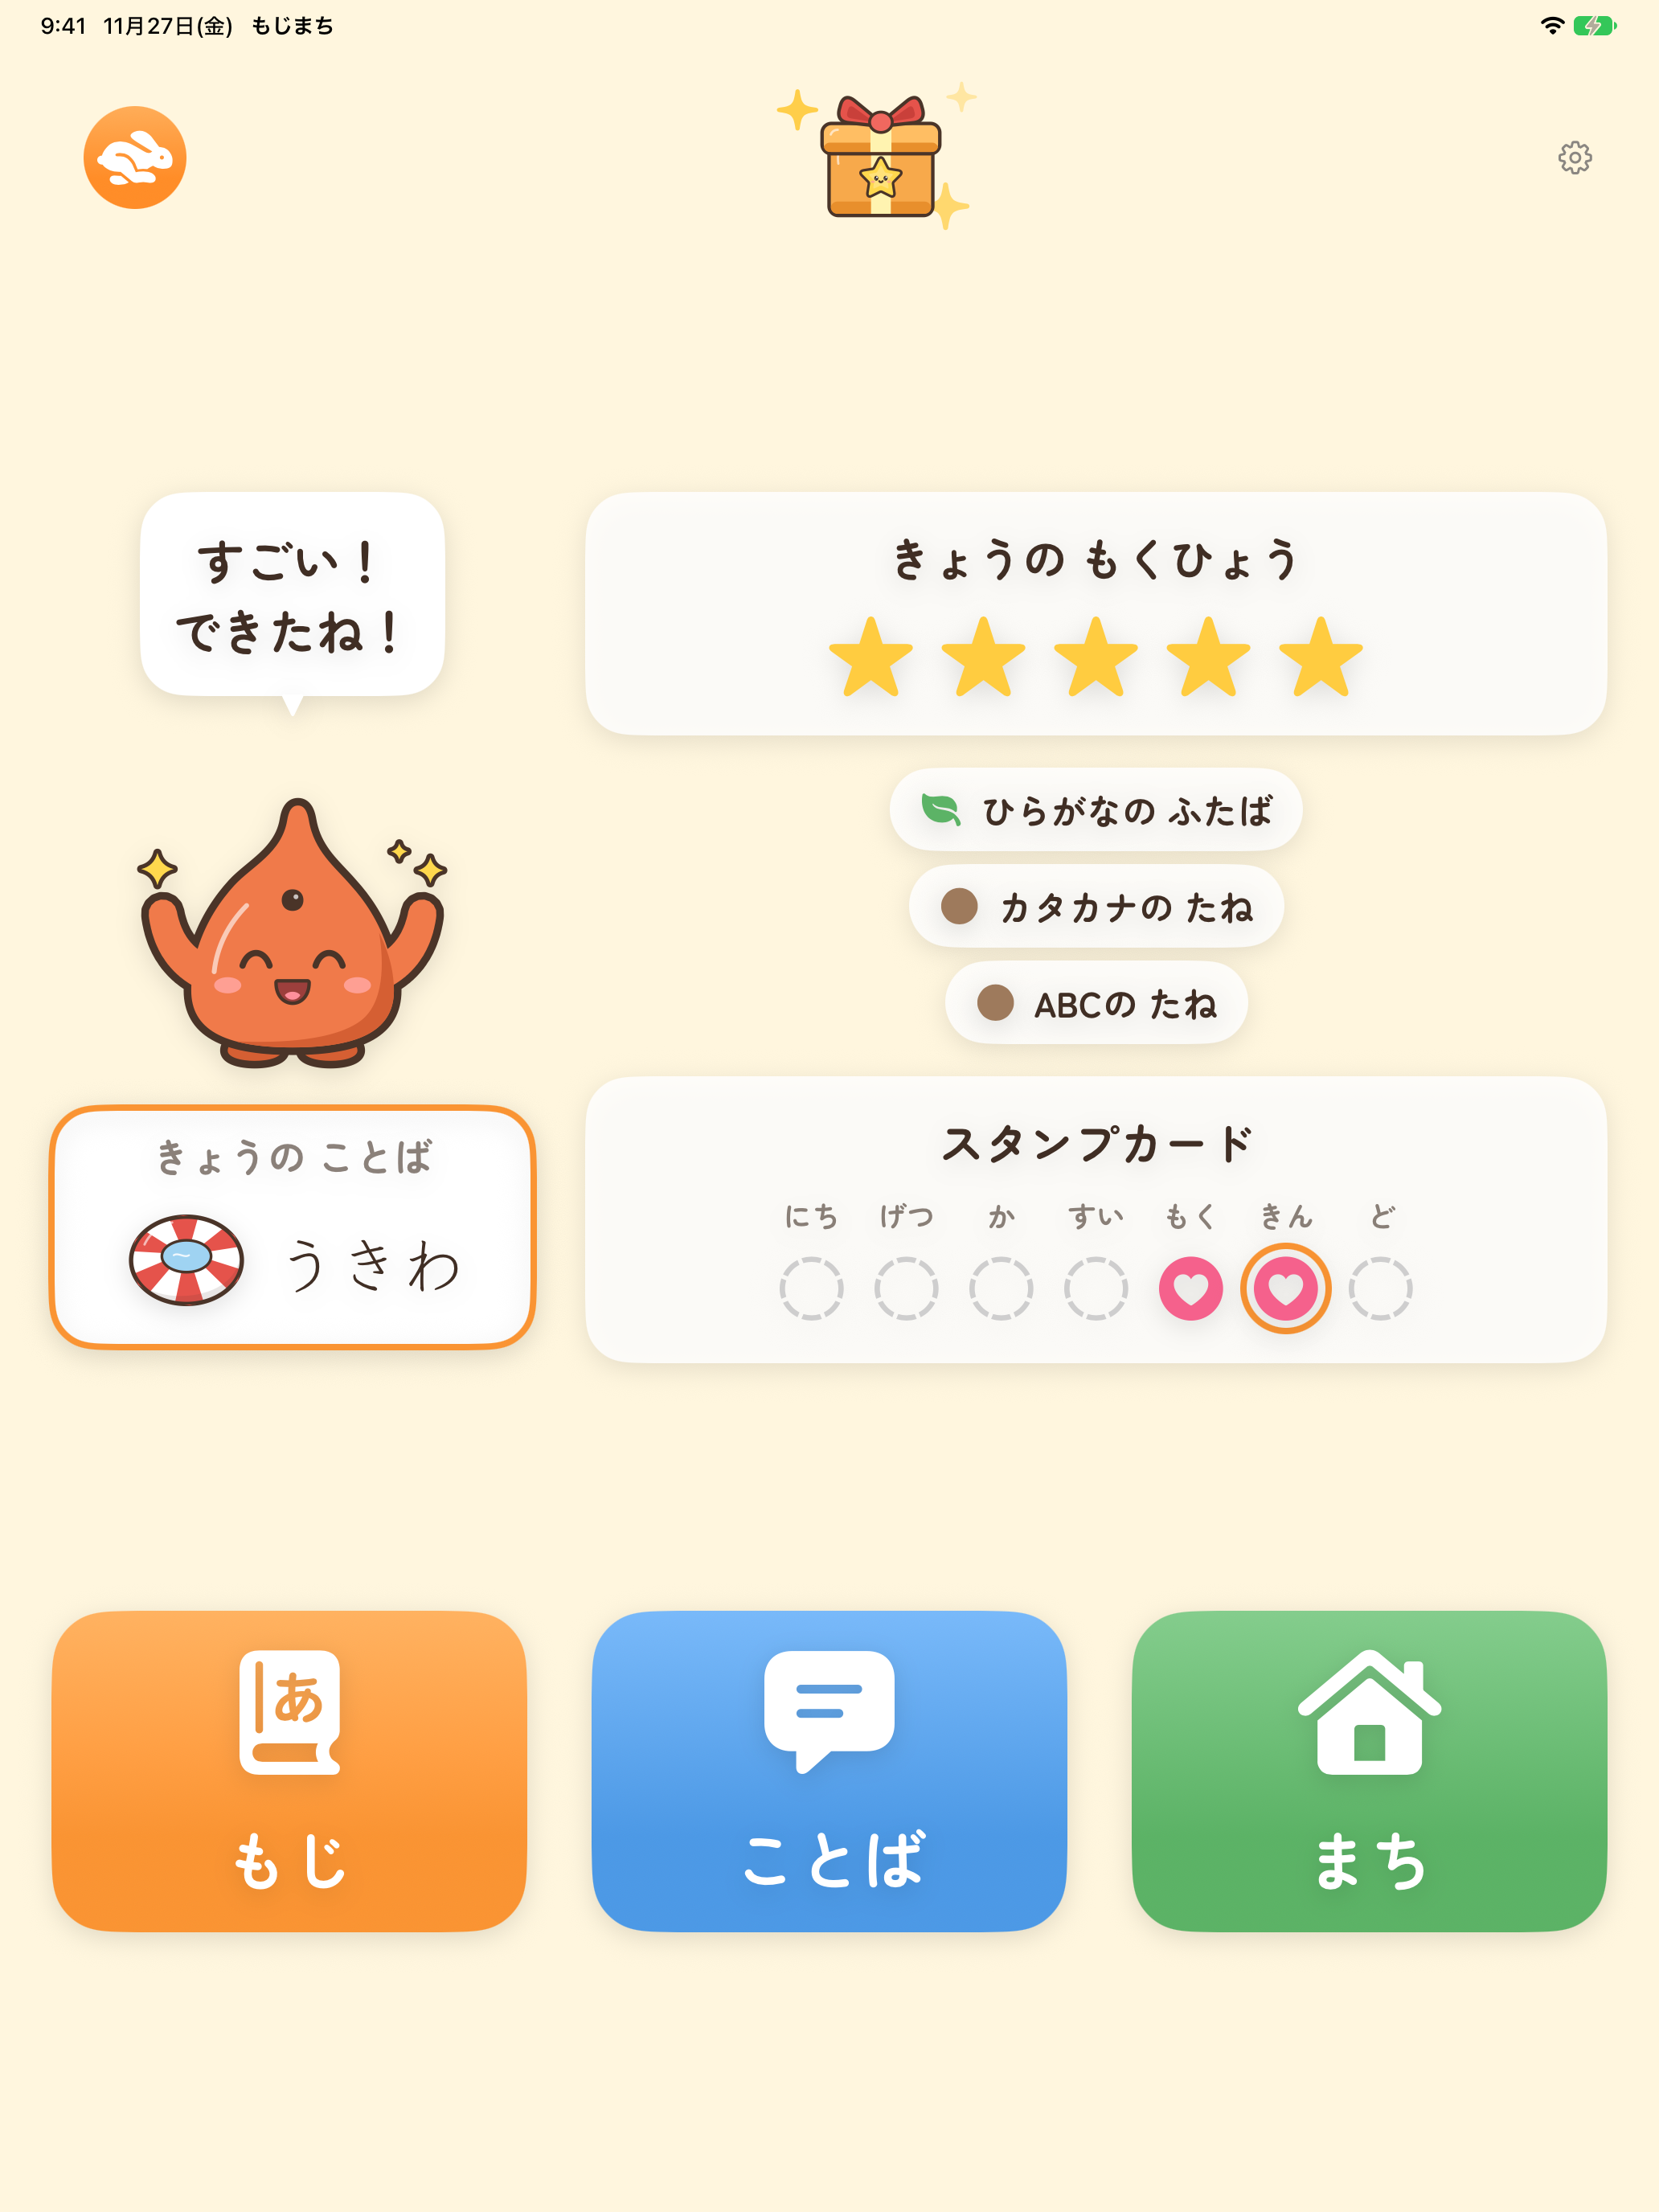 9:41 11月27日(金) もじまち
すごい！
できたね！
きょうの もくひょう
ひらがなの ふたば
カタカナの たね
ABCの たね
きょうの ことば
うきわ
スタンプカード
にち げつ か すい もく きん ど
あ
もじ
ことば
まち